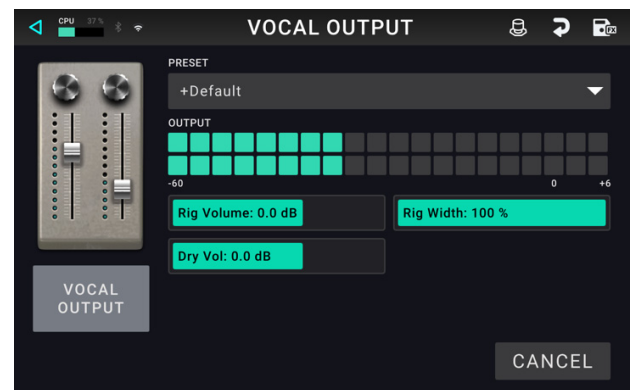 CPU 37 %
VOCAL OUTPUT
FX
PRESET
+Default
OUTPUT
-60 0 +6
Rig Volume: 0.0 dB
Rig Width: 100 %
Dry Vol: 0.0 dB
VOCAL
OUTPUT
CANCEL